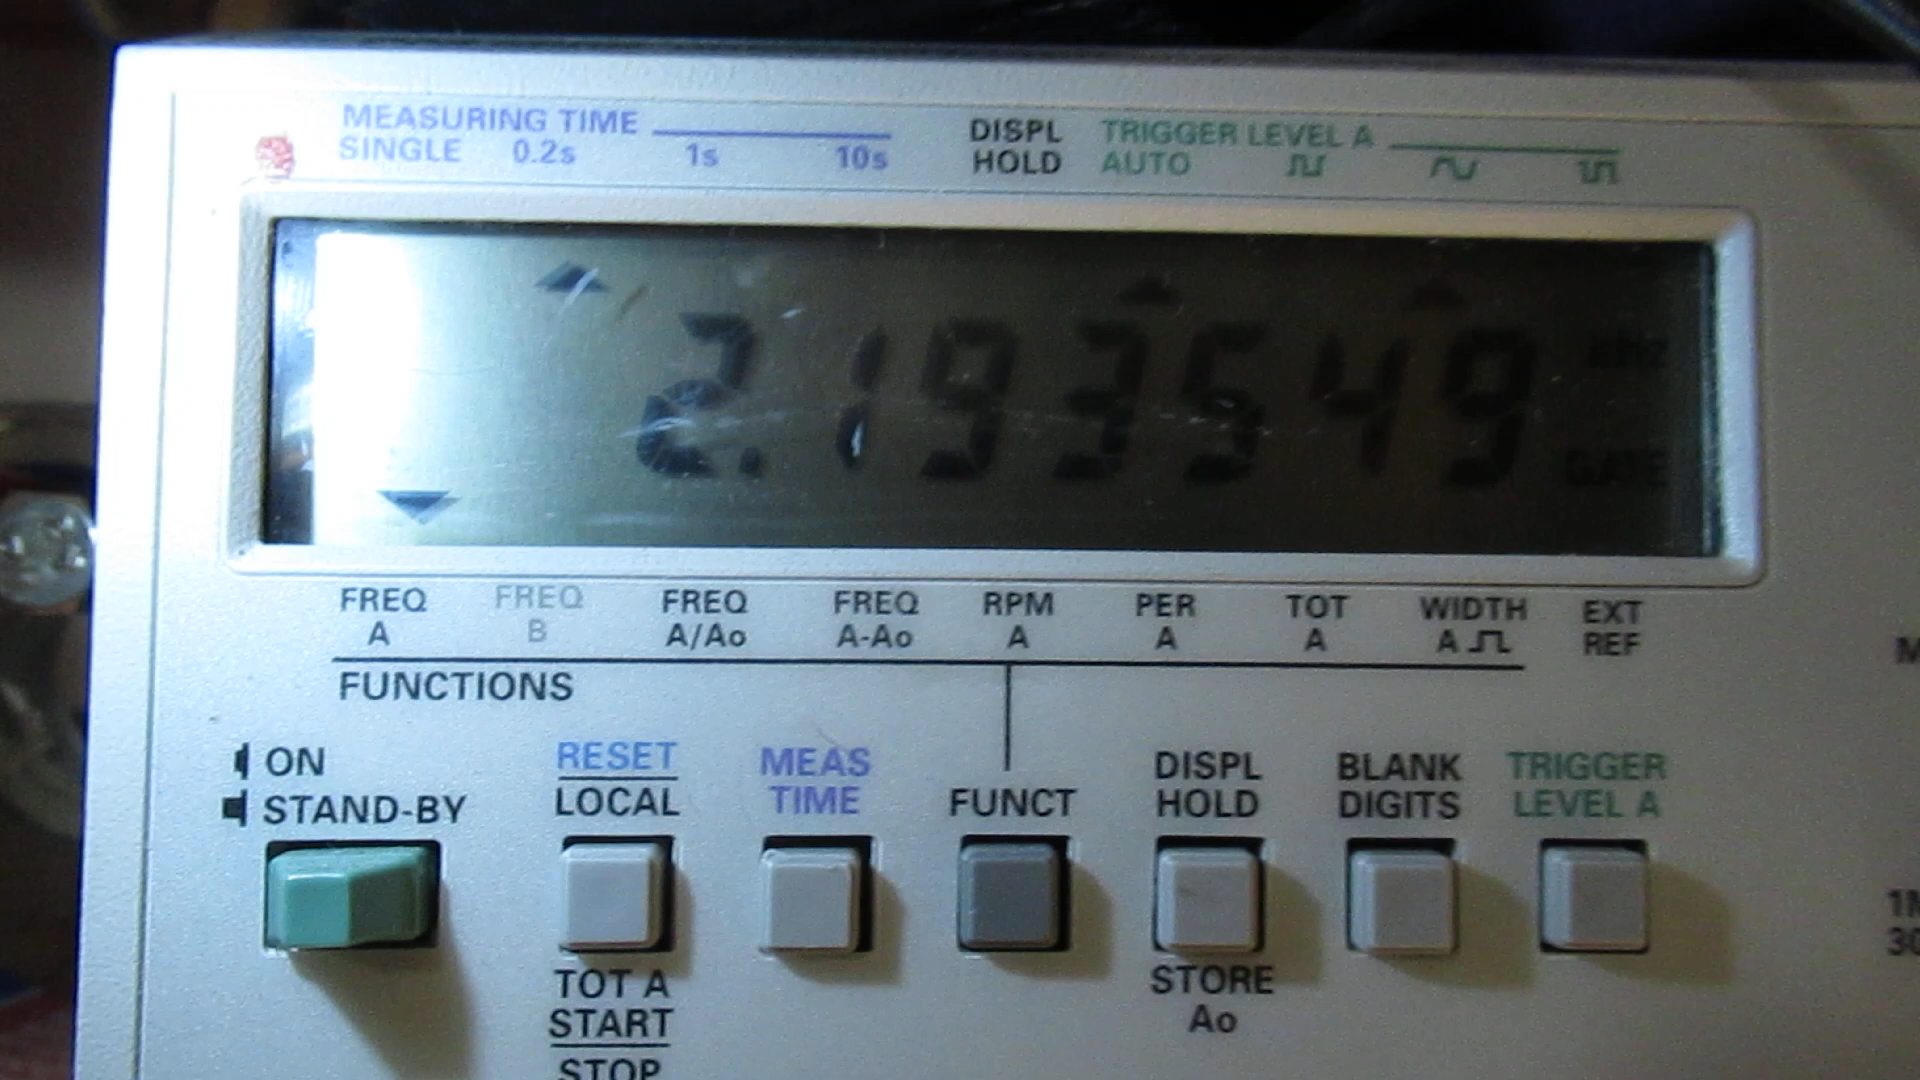 MEASURING TIME
SINGLE 0.2s 1s 10s
DISPL
HOLD
TRIGGER LEVEL A
AUTO
2.193549
GATE
FREQ
A
FREQ
B
FREQ
A/Ao
FREQ
A-Ao
RPM
A
PER
A
TOT
A
WIDTH
A
EXT
REF
FUNCTIONS
ON
STAND-BY
RESET
LOCAL
MEAS
TIME
FUNCT
DISPL
HOLD
BLANK
DIGITS
TRIGGER
LEVEL A
TOT A
START
STOP
STORE
Ao